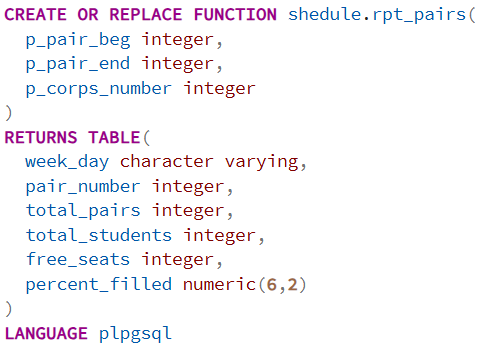 CREATE OR REPLACE FUNCTION shedule.rpt_pairs(
  p_pair_beg integer,
  p_pair_end integer,
  p_corps_number integer
)
RETURNS TABLE(
  week_day character varying,
  pair_number integer,
  total_pairs integer,
  total_students integer,
  free_seats integer,
  percent_filled numeric(6,2)
)
LANGUAGE plpgsql